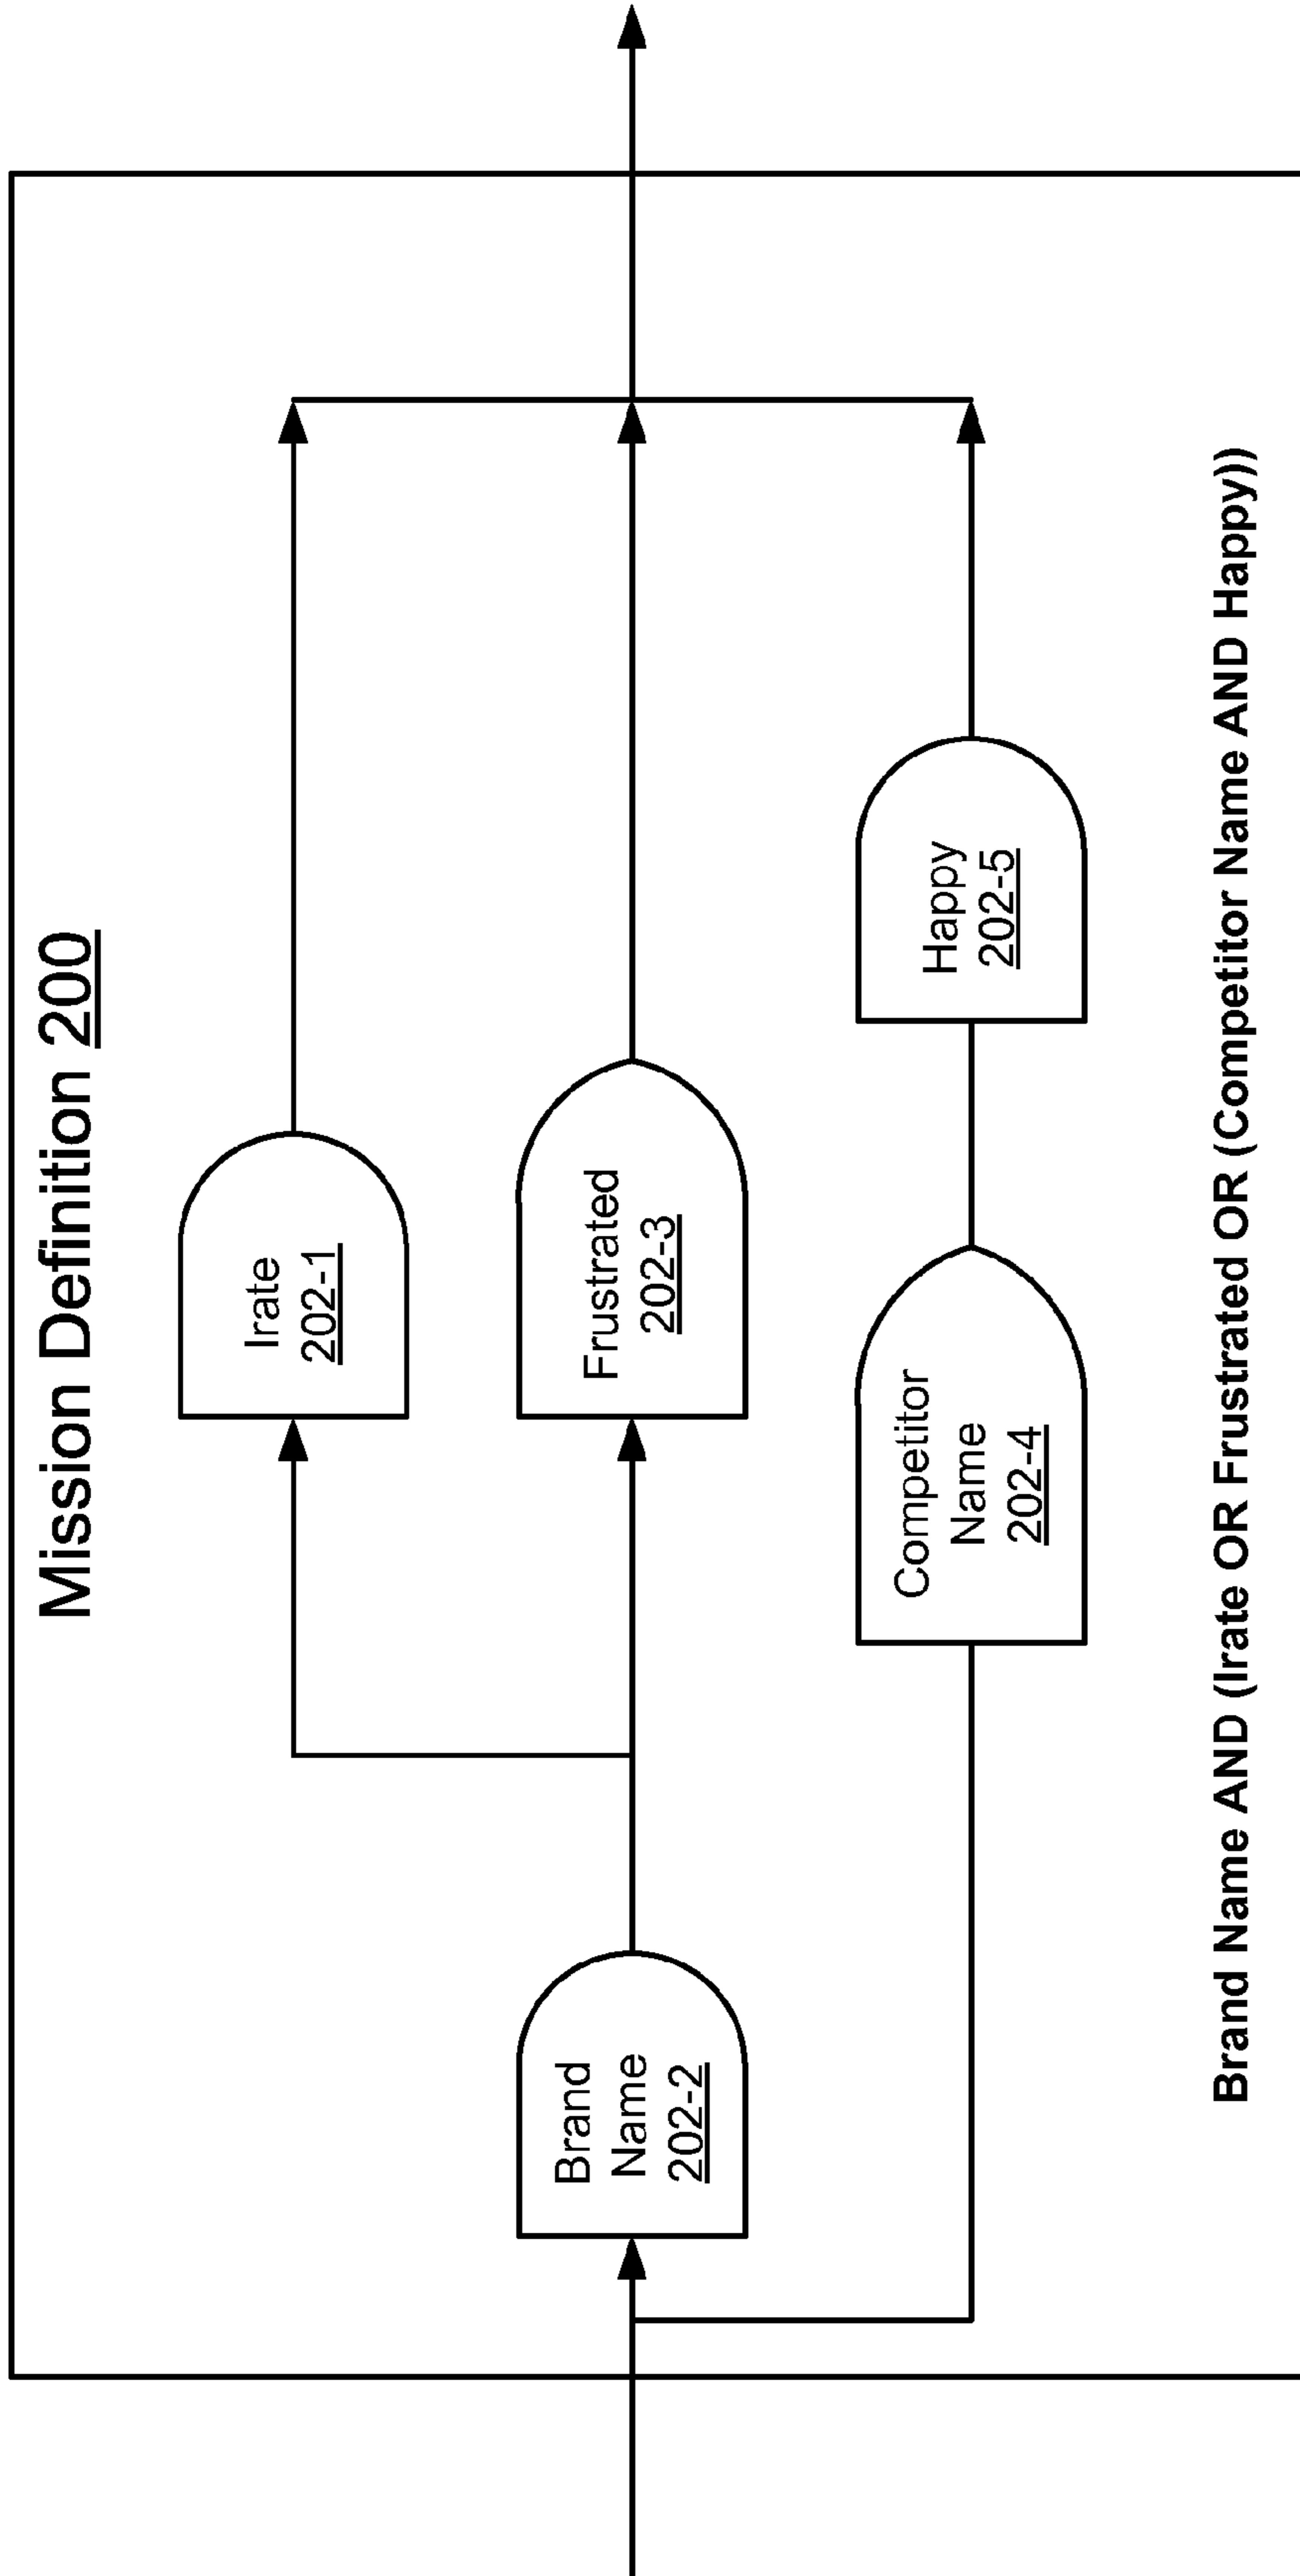 Mission Definition 200
Irate
202-1
Brand
Name
202-2
Frustrated
202-3
Competitor
Name
202-4
Happy
202-5
Brand Name AND (Irate OR Frustrated OR (Competitor Name AND Happy))